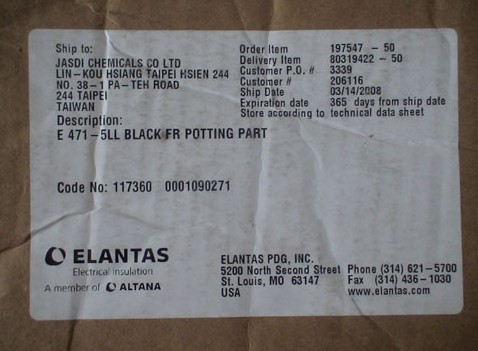 Ship to:
JASDI CHEMICALS CO LTD
LIN-KOU HSIANG TAIPEI HSIEN 244
NO. 38-1 PA-TEH ROAD
244 TAIPEI
TAIWAN
Order Item 197547 - 50
Delivery Item 80319422 - 50
Customer P.O. # 3339
Customer # 206116
Ship Date 03/14/2008
Expiration date 365 days from ship date
Store according to technical data sheet
Description:
E 471-5LL BLACK FR POTTING PART
Code No: 117360 0001090271
ELANTAS
Electrical Insulation
A member of ALTANA
ELANTAS PDG, INC.
5200 North Second Street Phone (314) 621-5700
St. Louis, MO 63147 Fax (314) 436-1030
USA www.elantas.com